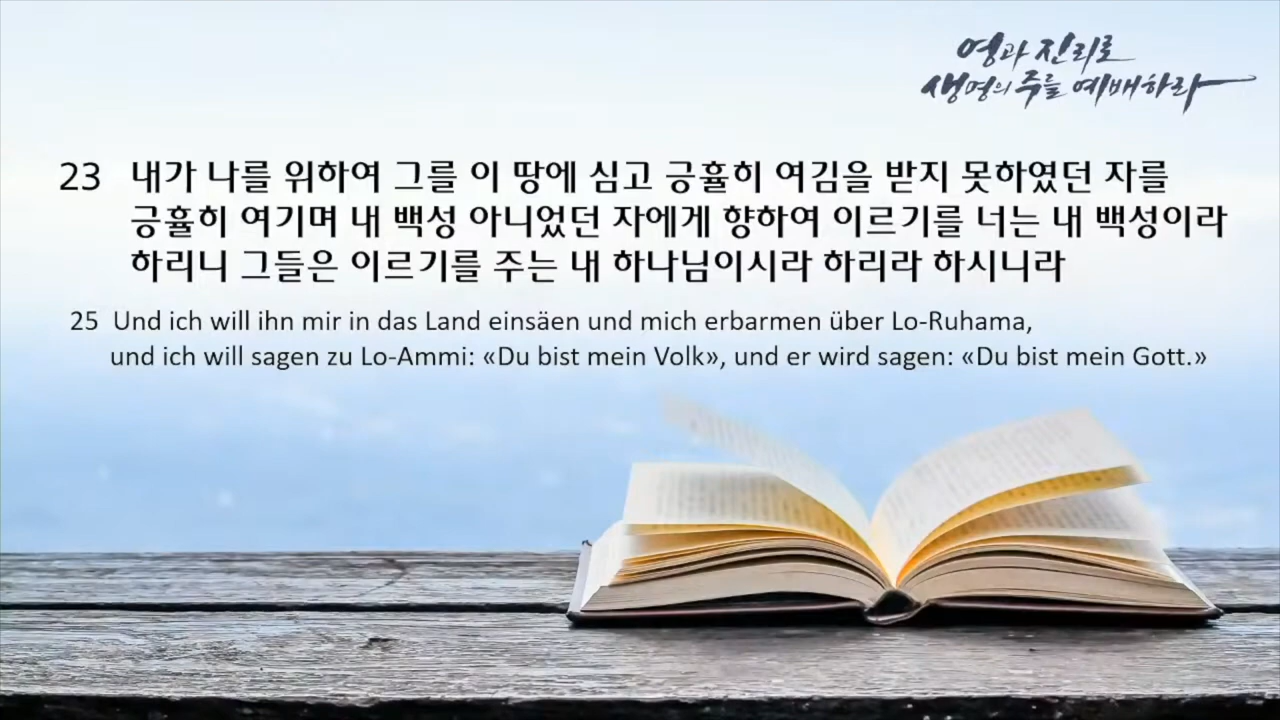 영과 진리로
생명의 주를 예배하라
23 내가 나를 위하여 그를 이 땅에 심고 긍휼히 여김을 받지 못하였던 자를
긍휼히 여기며 내 백성 아니었던 자에게 향하여 이르기를 너는 내 백성이라
하리니 그들은 이르기를 주는 내 하나님이시라 하리라 하시니라
25 Und ich will ihn mir in das Land einsäen und mich erbarmen über Lo-Ruhama,
und ich will sagen zu Lo-Ammi: «Du bist mein Volk», und er wird sagen: «Du bist mein Gott.»